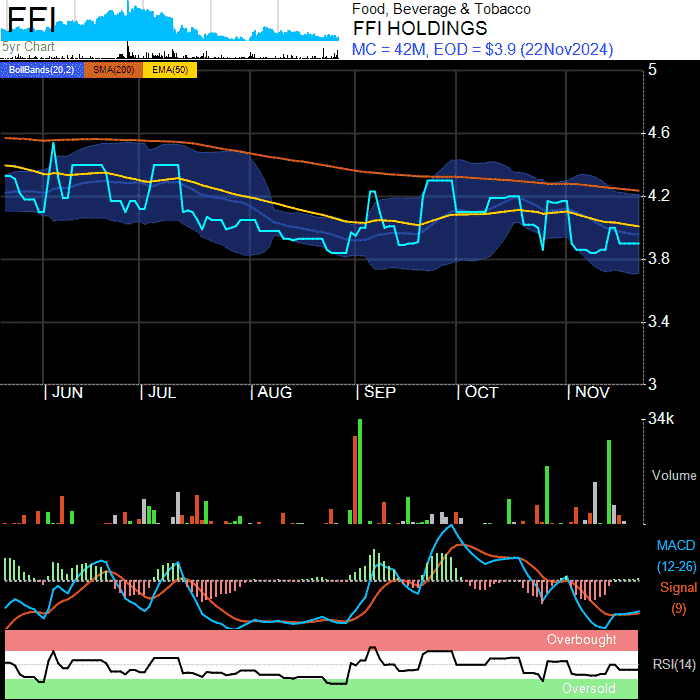 FFI
5yr Chart
Food, Beverage & Tobacco
FFI HOLDINGS
MC = 42M, EOD = $3.9 (22Nov2024)
BollBands(20,2) SMA(200) EMA(50)
5
4.6
4.2
3.8
3.4
3
| JUN | JUL | AUG | SEP | OCT | NOV
34k
Volume
MACD
(12-26)
Signal
(9)
Overbought
RSI(14)
Oversold